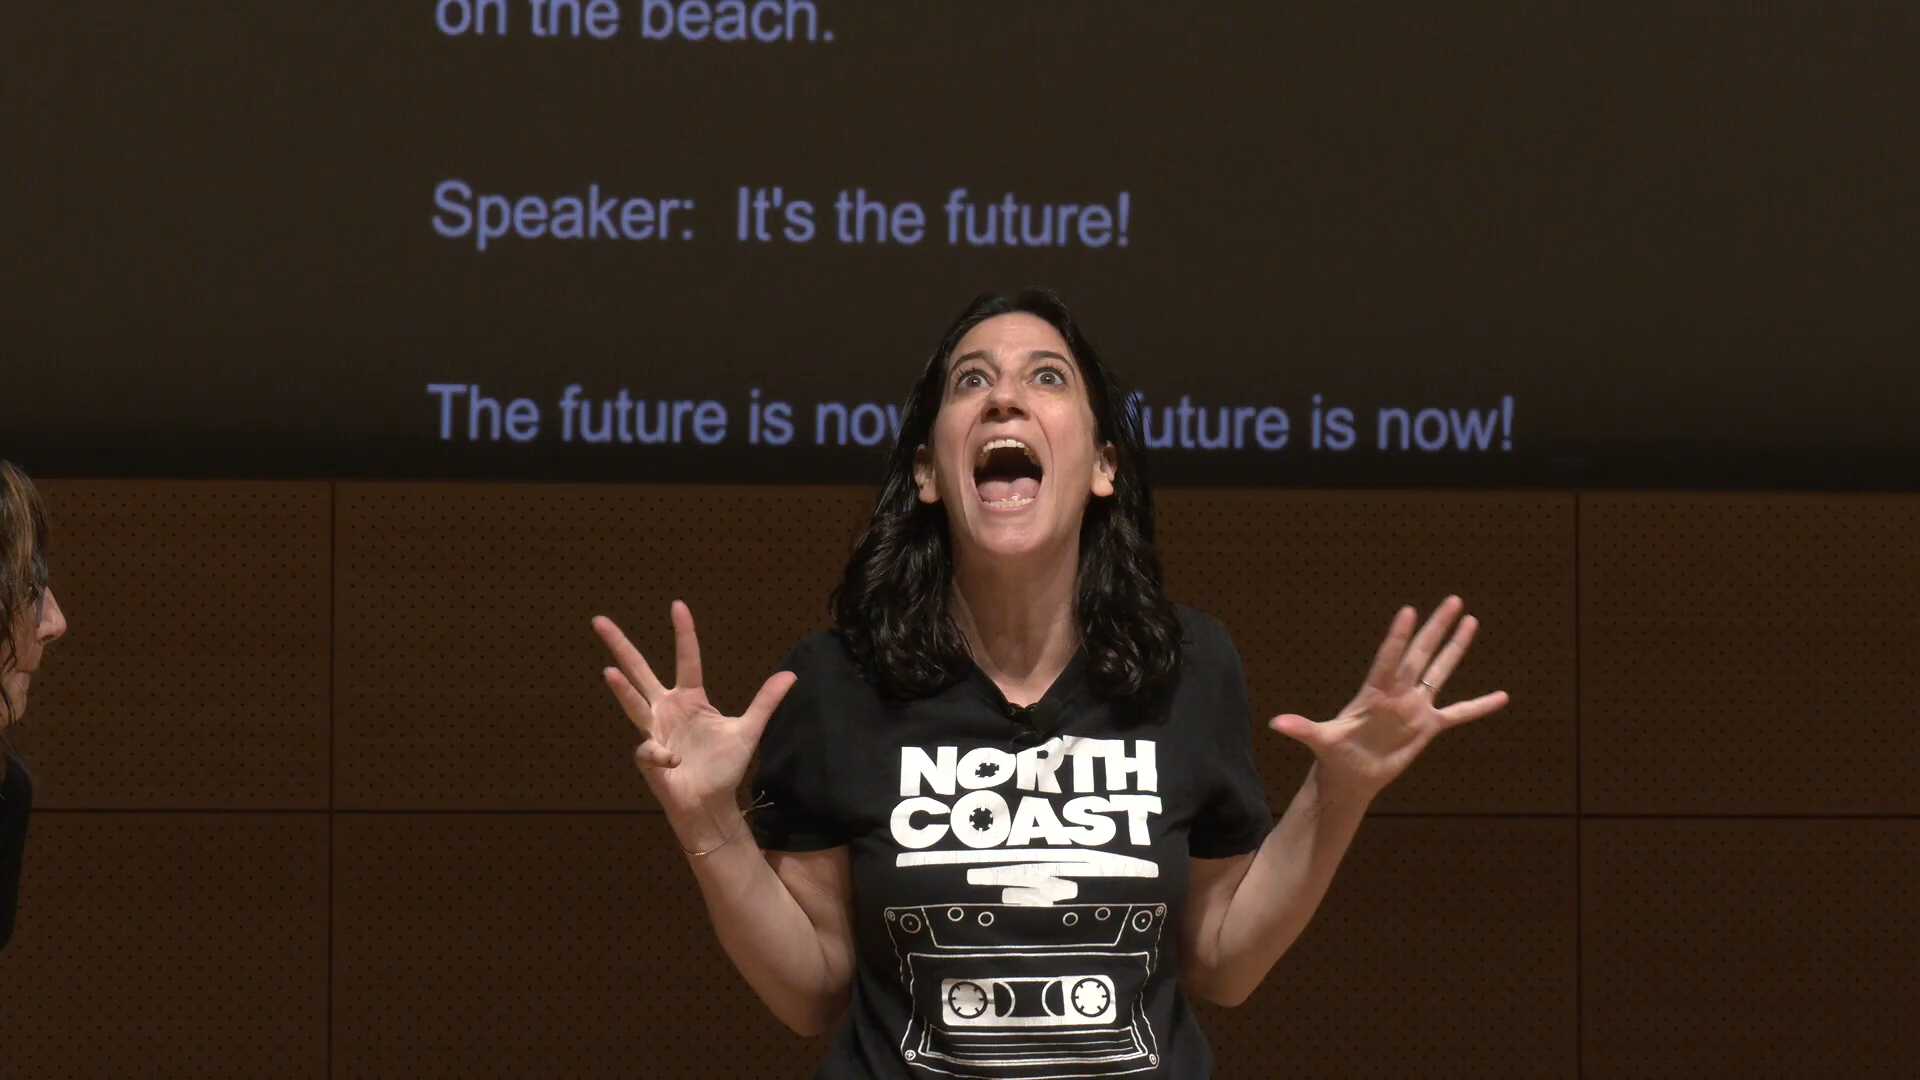 on the beach.
Speaker: It's the future!
The future is now future is now!
NORTH
COAST